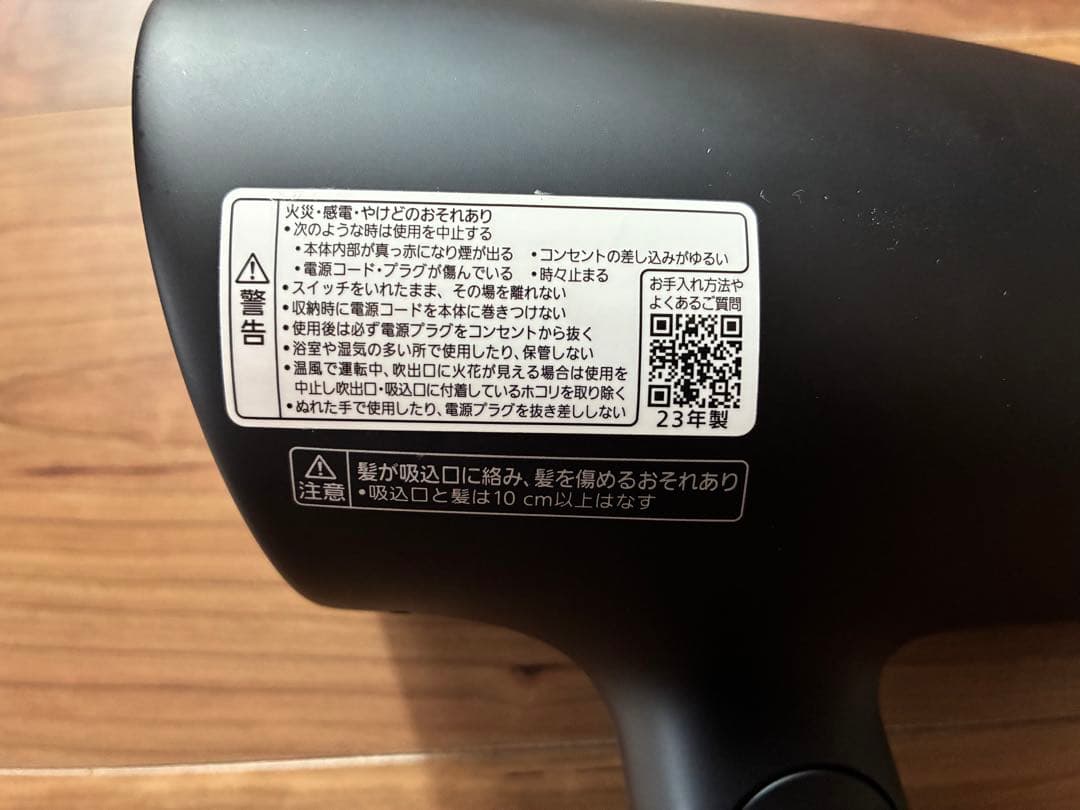 警告
火災・感電・やけどのおそれあり
•次のような時は使用を中止する
•本体内部が真っ赤になり煙が出る •コンセントの差し込みがゆるい
•電源コード・プラグが傷んでいる •時々止まる
•スイッチをいれたまま、その場を離れない
•収納時に電源コードを本体に巻きつけない
•使用後は必ず電源プラグをコンセントから抜く
•浴室や湿気の多い所で使用したり、保管しない
•温風で運転中、吹出口に火花が見える場合は使用を
中止し吹出口・吸込口に付着しているホコリを取り除く
•ぬれた手で使用したり、電源プラグを抜き差ししない
お手入れ方法や
よくあるご質問
23年製
注意
髪が吸込口に絡み、髪を傷めるおそれあり
•吸込口と髪は10 cm以上はなす